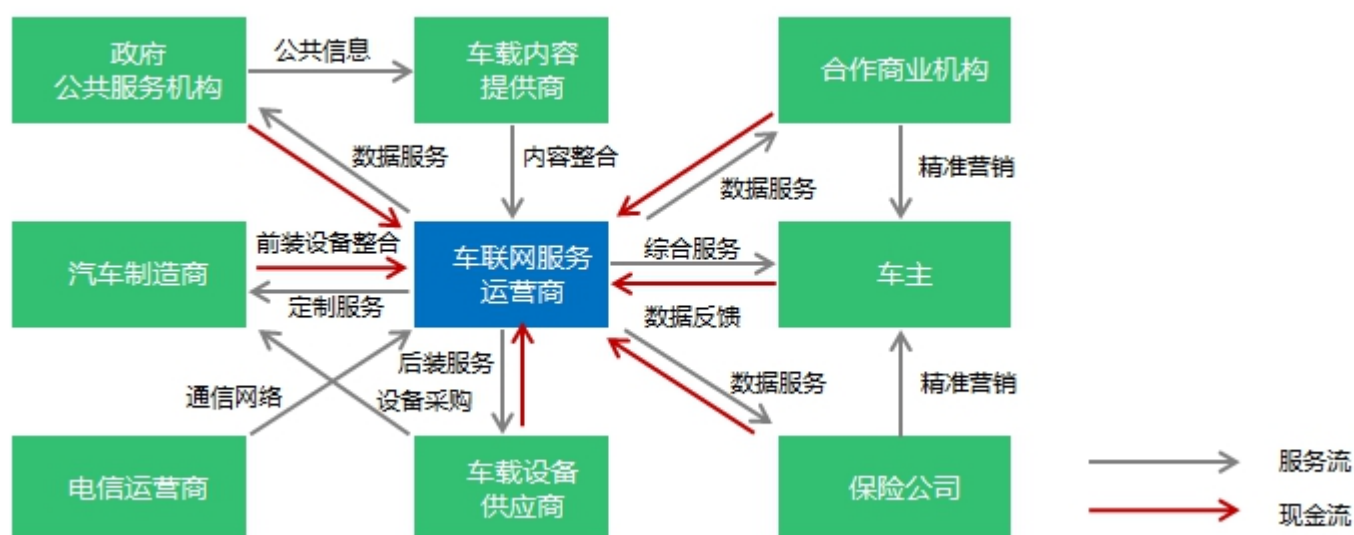 政府
公共服务机构
公共信息
车载内容
提供商
合作商业机构
数据服务
内容整合
数据服务
精准营销
汽车制造商
前装设备整合
定制服务
车联网服务
运营商
综合服务
数据反馈
车主
通信网络
后装服务
设备采购
数据服务
精准营销
电信运营商
车载设备
供应商
保险公司
服务流
现金流